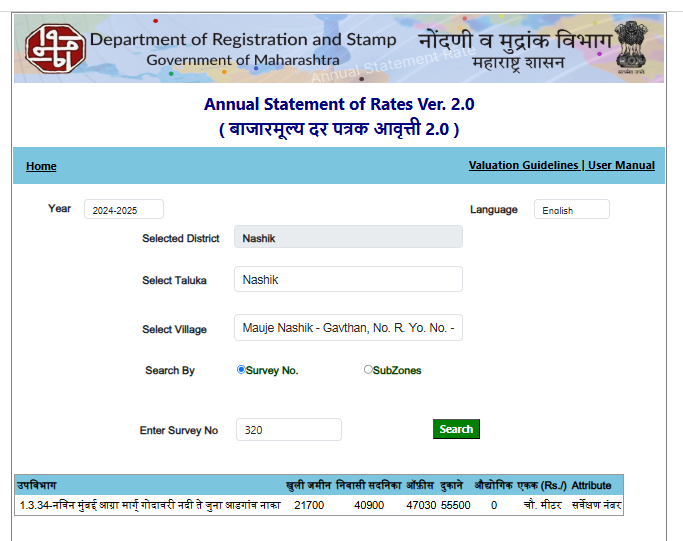 Department of Registration and Stamp
Government of Maharashtra
नोंदणी व मुद्रांक विभाग
महाराष्ट्र शासन
Annual Statement Rate
Annual Statement of Rates Ver. 2.0
( बाजारमूल्य दर पत्रक आवृत्ती 2.0 )
Home Valuation Guidelines | User Manual
Year 2024-2025 Language English
Selected District Nashik
Select Taluka Nashik
Select Village Mauje Nashik - Gavthan, No. R. Yo. No. -
Search By Survey No. SubZones
Enter Survey No 320 Search
उपविभाग खुली जमीन निवासी सदनिका ऑफ़ीस दुकाने औद्योगिक एकक (Rs./) Attribute
1.3.34-नविन मुंबई आग्रा मार्ग् गोदावरी नदी ते जुना आडगांव नाका 21700 40900 47030 55500 0 चौ. मीटर सर्वेक्षण नंबर